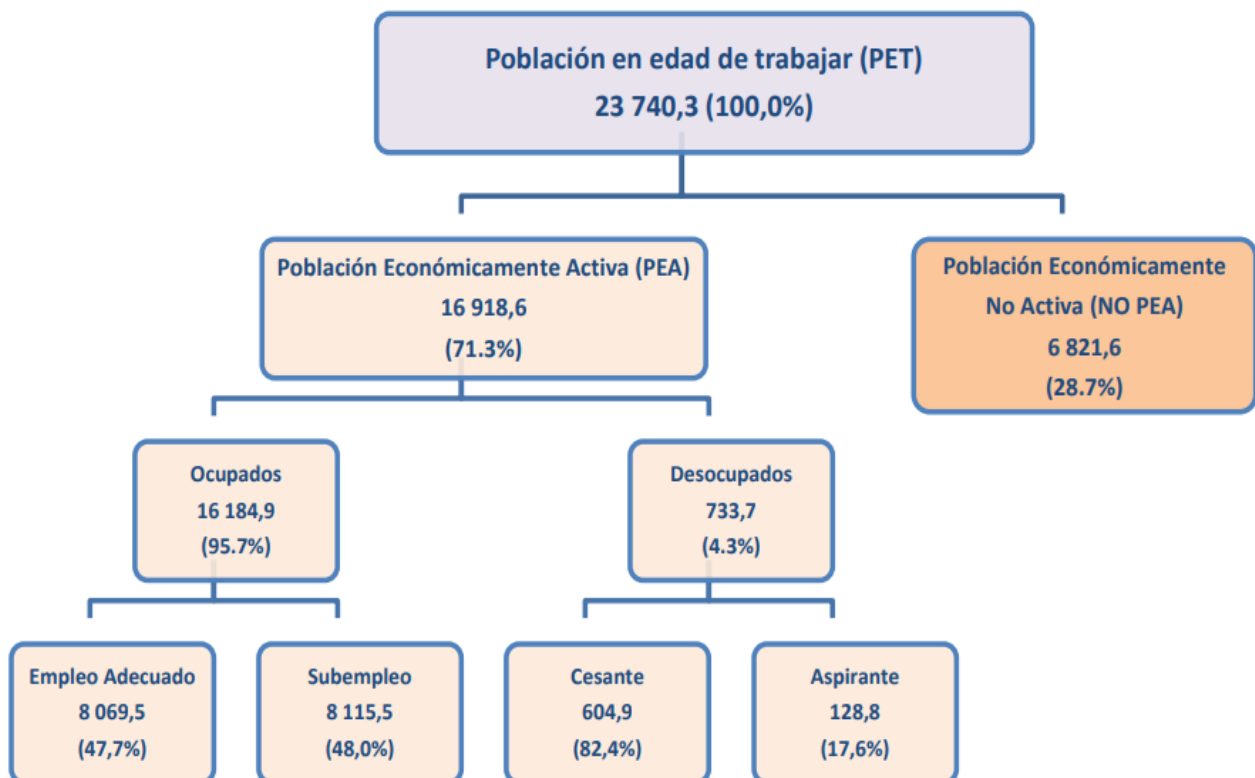 Población en edad de trabajar (PET)
23 740,3 (100,0%)
Población Económicamente Activa (PEA)
16 918,6
(71.3%)
Población Económicamente
No Activa (NO PEA)
6 821,6
(28.7%)
Ocupados
16 184,9
(95.7%)
Desocupados
733,7
(4.3%)
Empleo Adecuado
8 069,5
(47,7%)
Subempleo
8 115,5
(48,0%)
Cesante
604,9
(82,4%)
Aspirante
128,8
(17,6%)